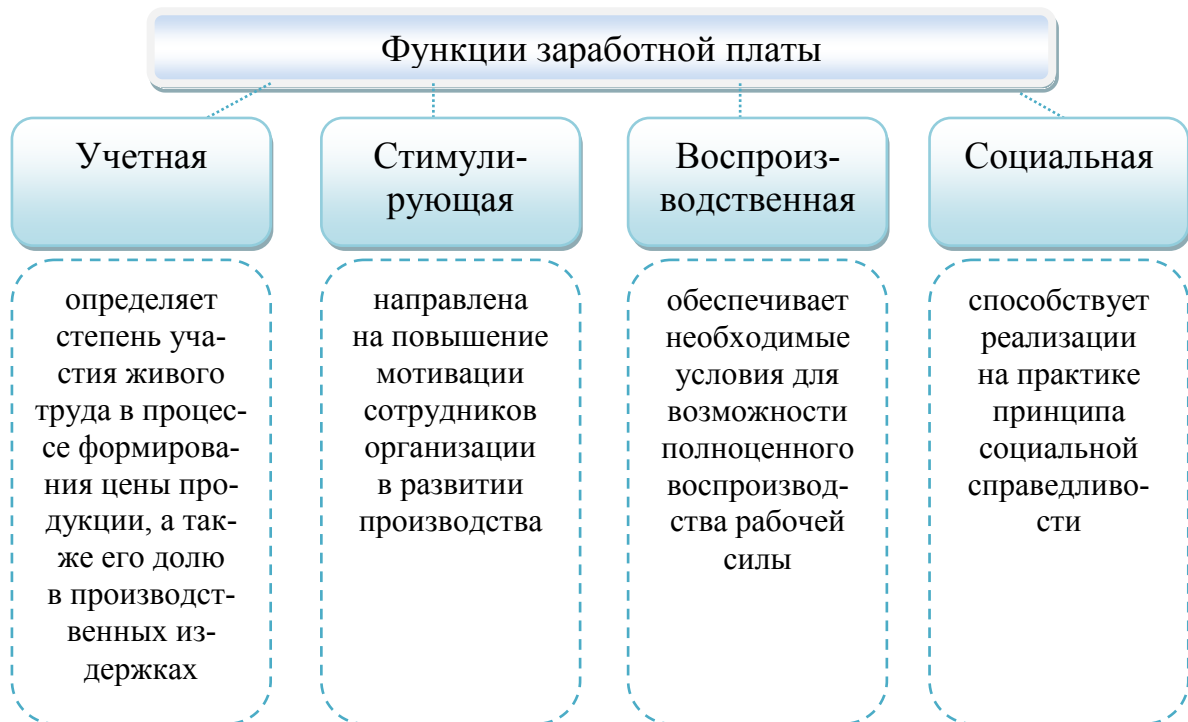 Функции заработной платы
Учетная
Стимули-
рующая
Воспроиз-
водственная
Социальная
определяет
степень уча-
стия живого
труда в процес-
се формирова-
ния цены про-
дукции, а так-
же его долю
в производст-
венных из-
держках
направлена
на повышение
мотивации
сотрудников
организации
в развитии
производства
обеспечивает
необходимые
условия для
возможности
полноценного
воспроизвод-
ства рабочей
силы
способствует
реализации
на практике
принципа
социальной
справедливо-
сти